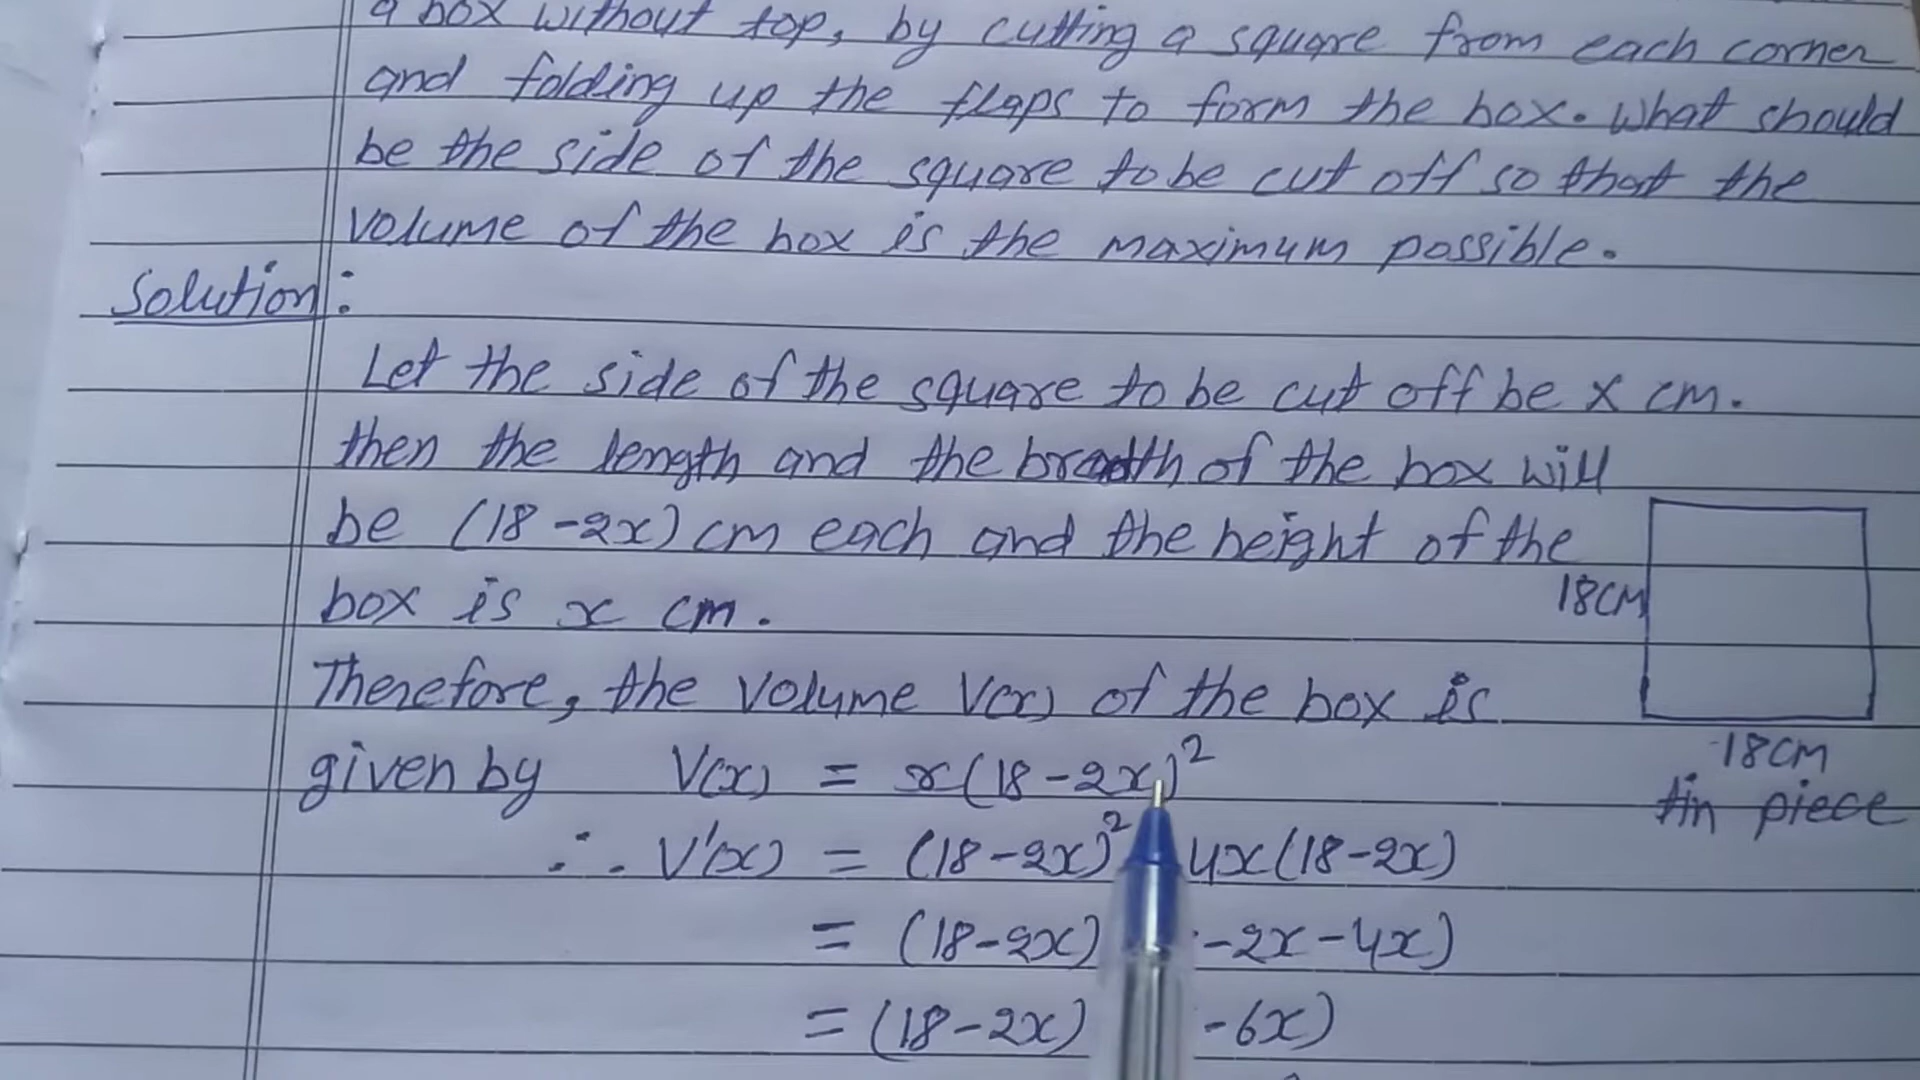 a box without top, by cutting a square from each corner
and folding up the flaps to form the box. What should
be the side of the square to be cut off so that the
volume of the box is the maximum possible.
Solution:
Let the side of the square to be cut off be x cm.
then the length and the breadth of the box will
be (18-2x) cm each and the height of the
box is x cm.
18cm
Therefore, the volume V(x) of the box is
given by V(x) = x(18-2x)²
18cm
tin piece
∴ V'(x) = (18-2x)² 4x(18-2x)
= (18-2x) -2x-4x)
= (18-2x) -6x)